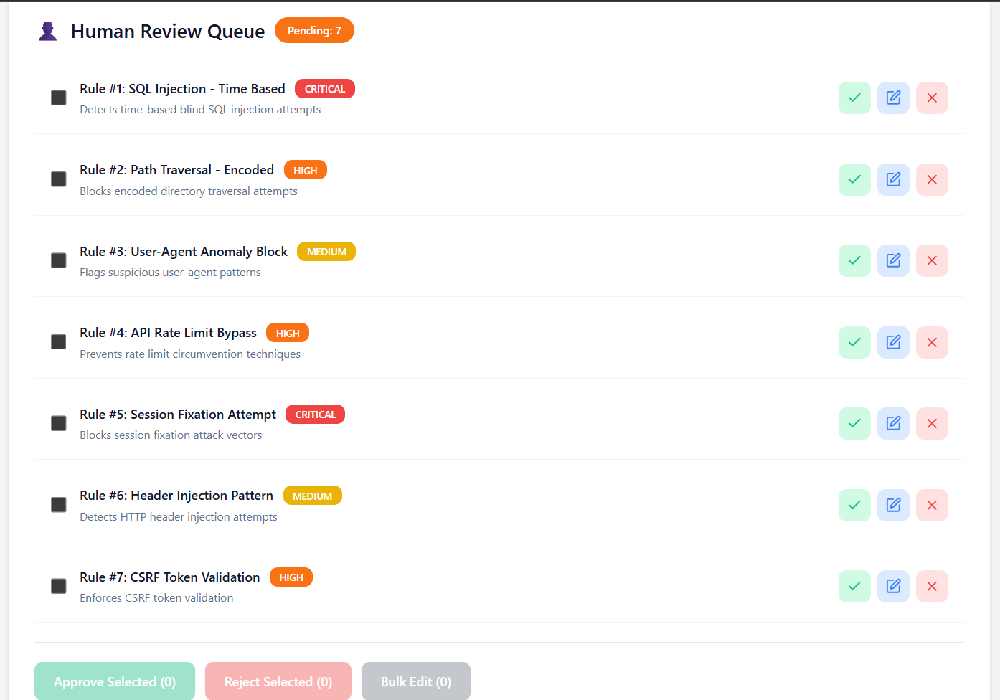 Human Review Queue Pending: 7
Rule #1: SQL Injection - Time Based CRITICAL
Detects time-based blind SQL injection attempts
Rule #2: Path Traversal - Encoded HIGH
Blocks encoded directory traversal attempts
Rule #3: User-Agent Anomaly Block MEDIUM
Flags suspicious user-agent patterns
Rule #4: API Rate Limit Bypass HIGH
Prevents rate limit circumvention techniques
Rule #5: Session Fixation Attempt CRITICAL
Blocks session fixation attack vectors
Rule #6: Header Injection Pattern MEDIUM
Detects HTTP header injection attempts
Rule #7: CSRF Token Validation HIGH
Enforces CSRF token validation
Approve Selected (0) Reject Selected (0) Bulk Edit (0)